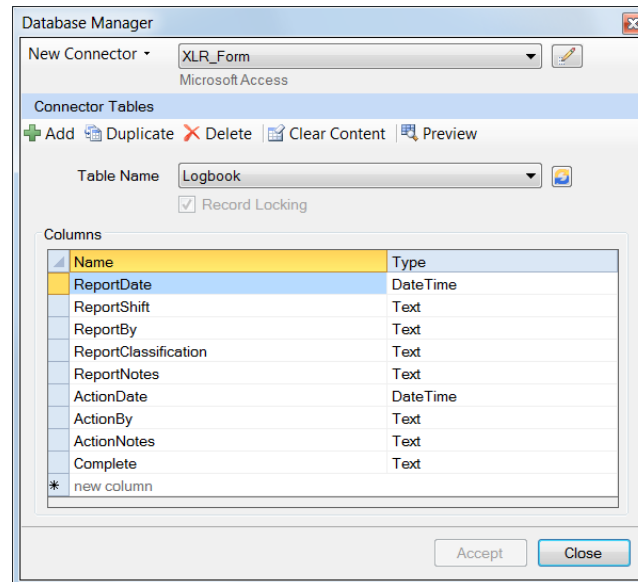 Database Manager
New Connector XLR_Form
Microsoft Access
Connector Tables
Add Duplicate Delete Clear Content Preview
Table Name Logbook
Record Locking
Columns
Name Type
ReportDate DateTime
ReportShift Text
ReportBy Text
ReportClassification Text
ReportNotes Text
ActionDate DateTime
ActionBy Text
ActionNotes Text
Complete Text
* new column
Accept Close